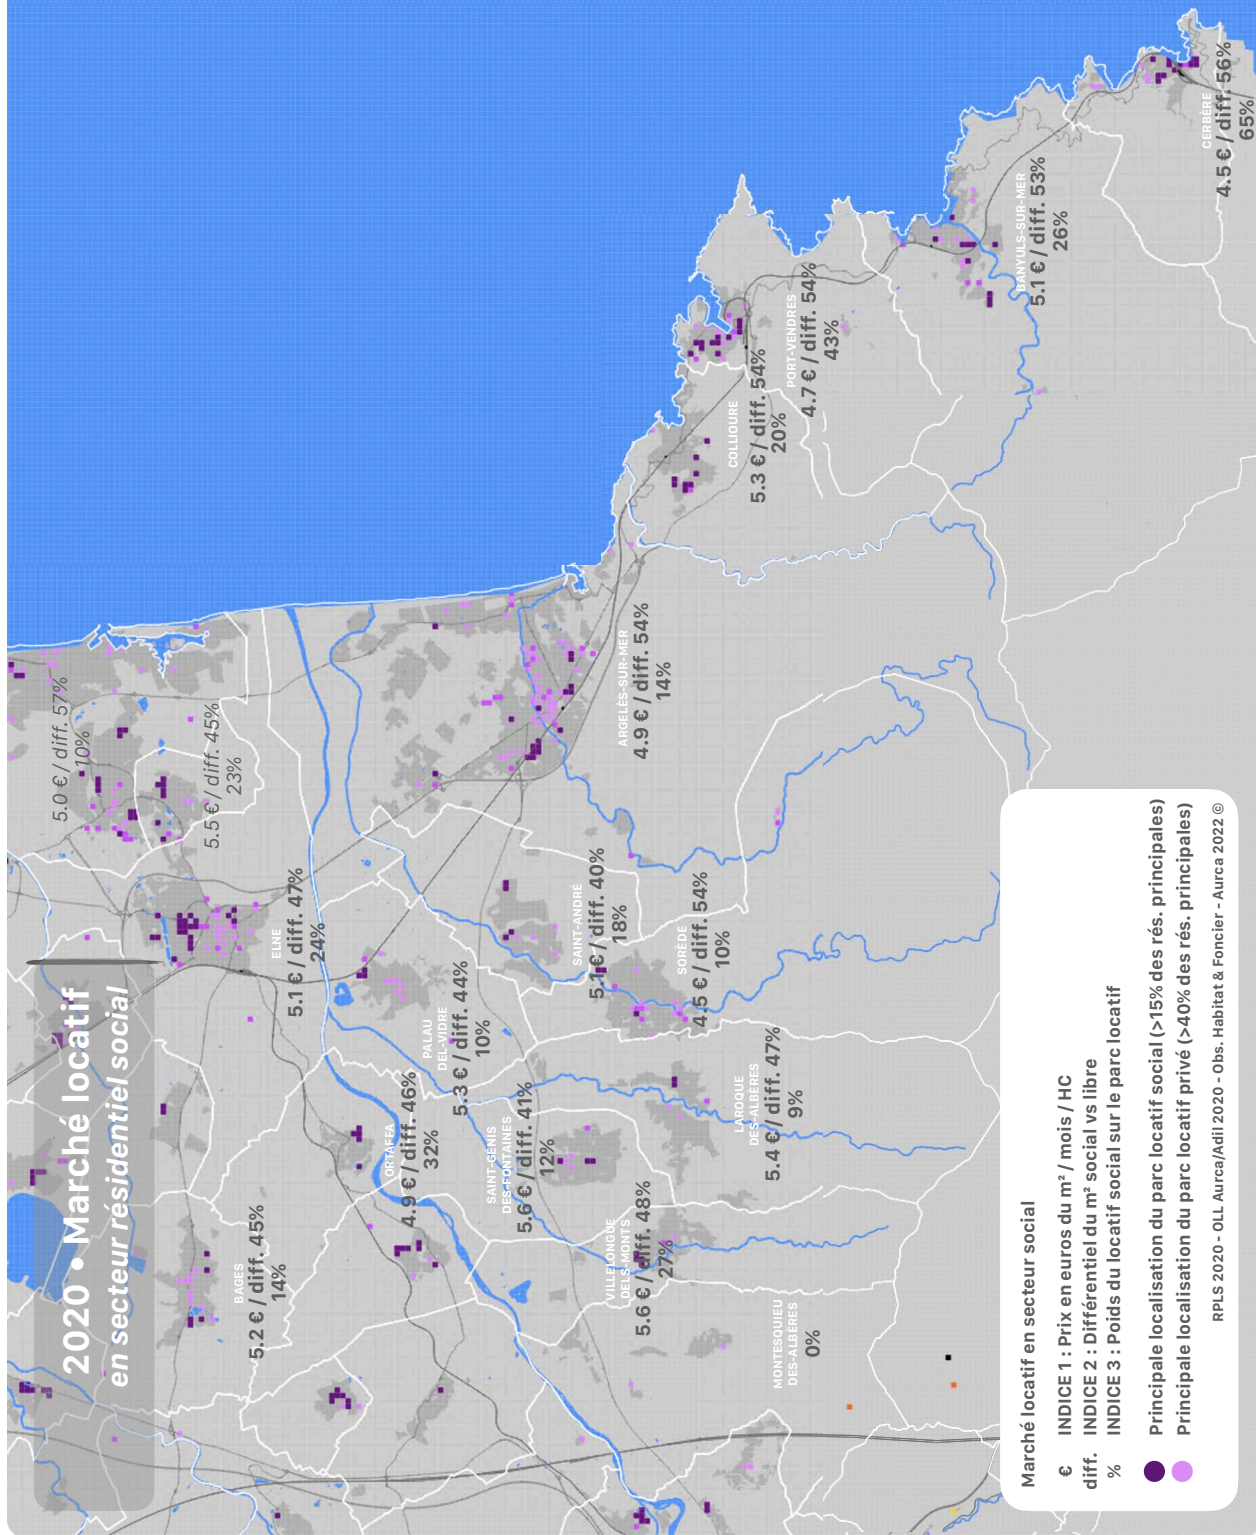 2020 • Marché locatif
en secteur résidentiel social
5.0 € / diff. 57%
10%
5.5 € / diff. 45%
23%
ELNE
5.1 € / diff. 47%
24%
BAGES
5.2 € / diff. 45%
14%
ORTAFFA
4.9 € / diff. 46%
32%
PALAU
DEL-VIDRE
5.3 € / diff. 44%
10%
SAINT-GÉNIS
DES-FONTAINES
5.6 € / diff. 41%
12%
SAINT-ANDRÉ
5.1 € / diff. 40%
18%
ARGELÈS-SUR-MER
4.9 € / diff. 54%
14%
VILLELONGUE
DELS-MONTS
5.6 € / diff. 48%
27%
SORÈDE
4.5 € / diff. 54%
10%
LAROQUE
DES-ALBÈRES
5.4 € / diff. 47%
9%
MONTESQUIEU
DES-ALBÈRES
0%
COLLIOURE
5.3 € / diff. 54%
20%
PORT-VENDRES
4.7 € / diff. 54%
43%
BANYULS-SUR-MER
5.1 € / diff. 53%
26%
CERBÈRE
4.5 € / diff. 56%
65%
Marché locatif en secteur social
€ INDICE 1 : Prix en euros du m² / mois / HC
diff. INDICE 2 : Différentiel du m² social vs libre
% INDICE 3 : Poids du locatif social sur le parc locatif
Principale localisation du parc locatif social (>15% des rés. principales)
Principale localisation du parc locatif privé (>40% des rés. principales)
RPLS 2020 - OLL Aurca/Adil 2020 - Obs. Habitat & Foncier - Aurca 2022 ©